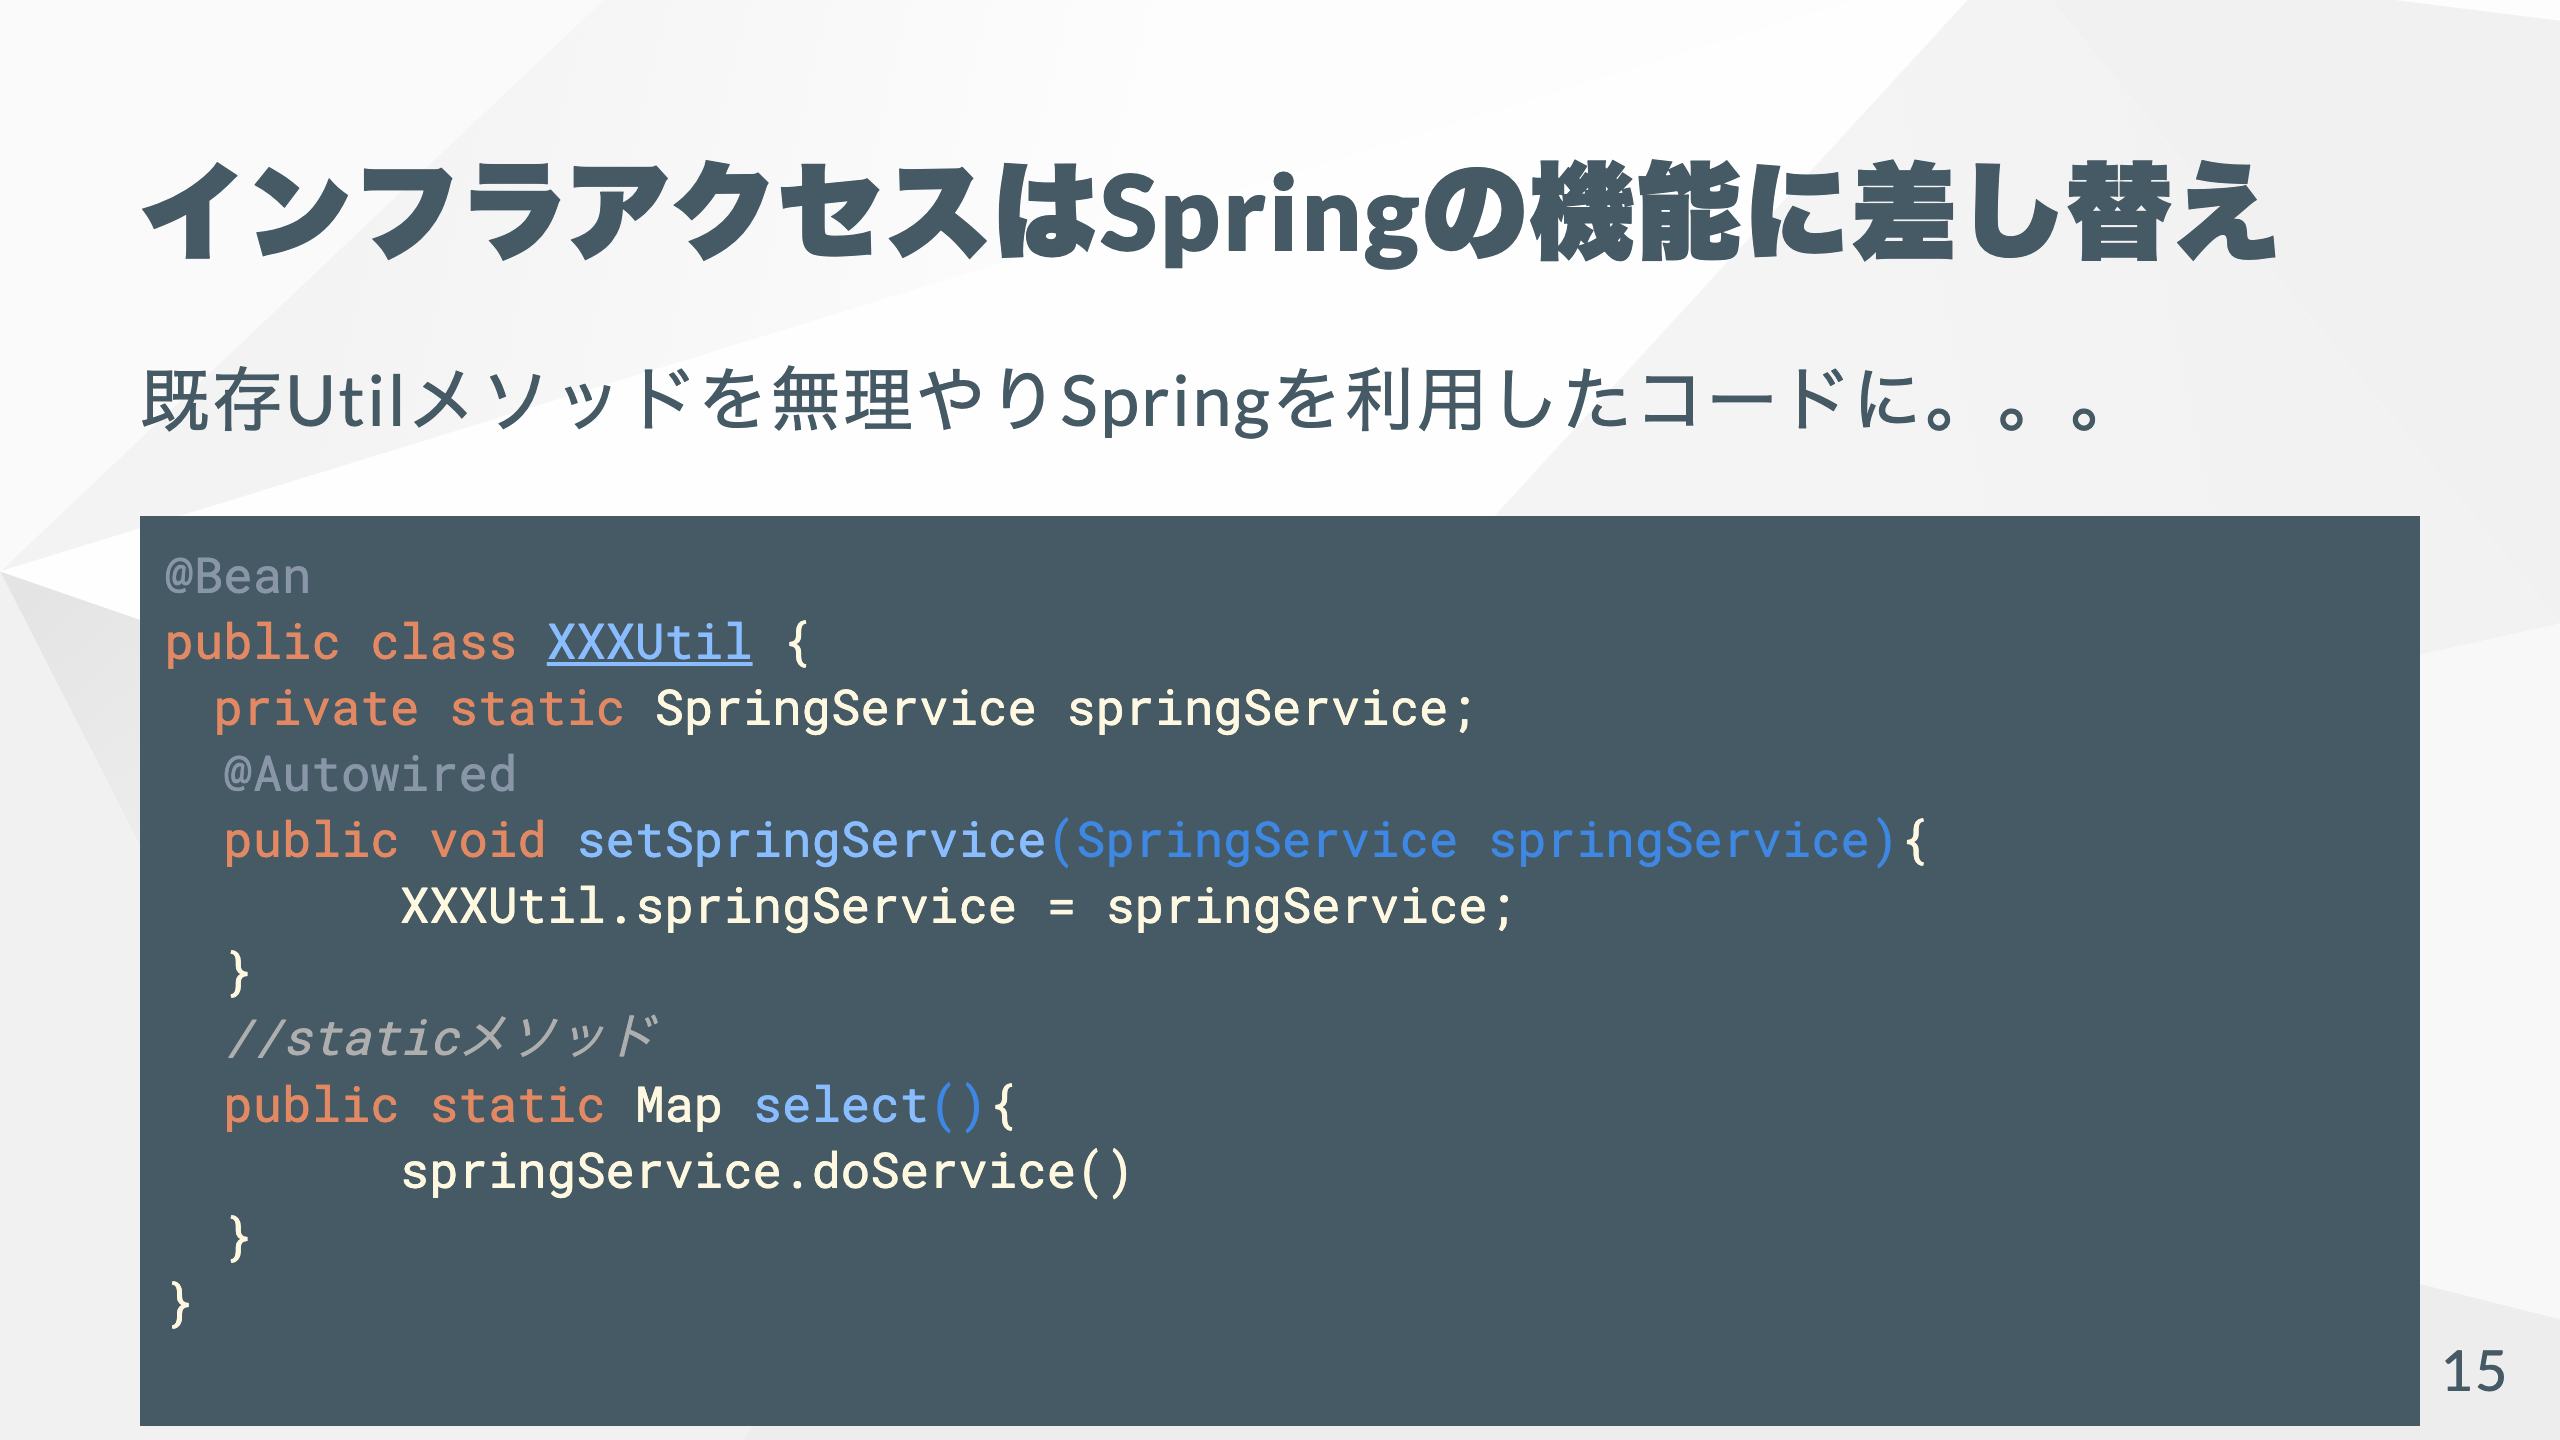 インフラアクセスはSpringの機能に差し替え
既存Utilメソッドを無理やりSpringを利用したコードに。。。
@Bean
public class XXXUtil {
private static SpringService springService;
@Autowired
public void setSpringService(SpringService springService){
XXXUtil.springService = springService;
}
//staticメソッド
public static Map select(){
springService.doService()
}
}
15